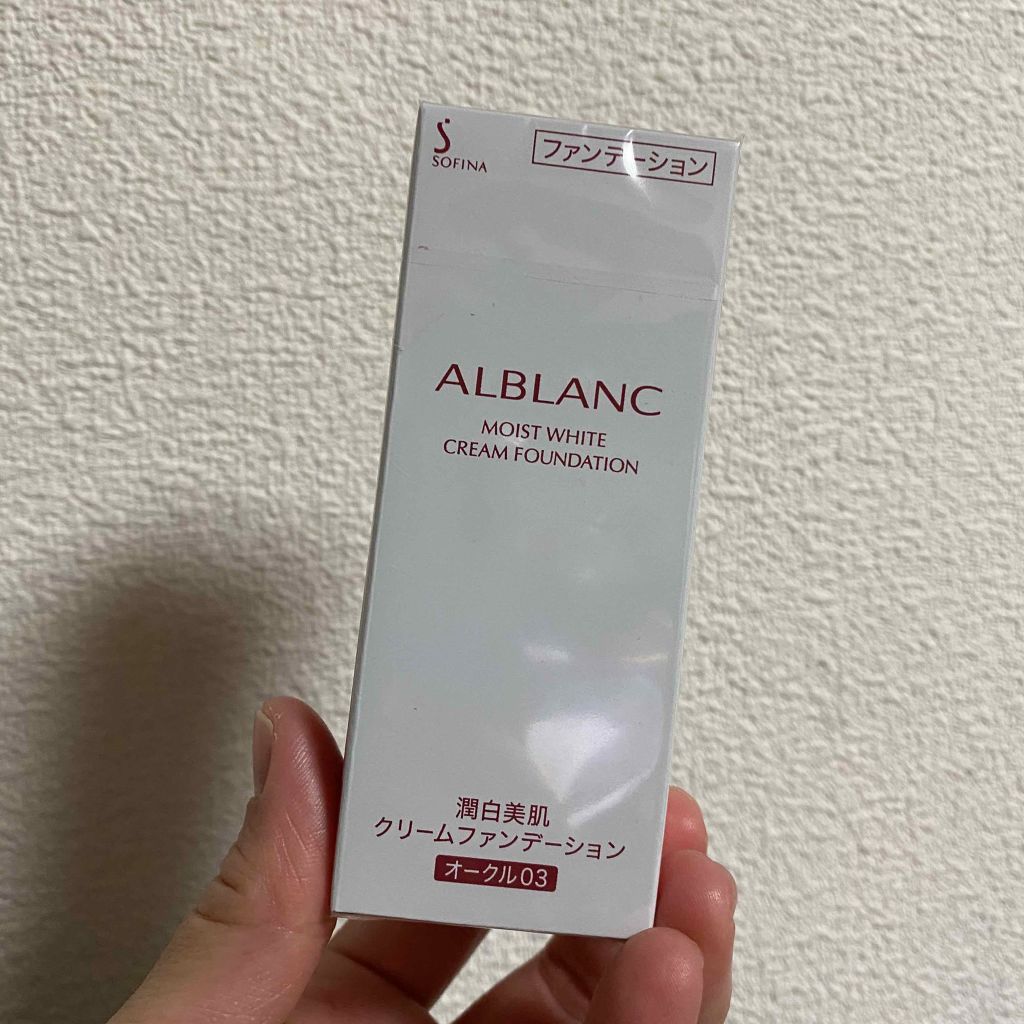 SOFINA
ファンデーション
ALBLANC
MOIST WHITE
CREAM FOUNDATION
潤白美肌
クリームファンデーション
オークル03